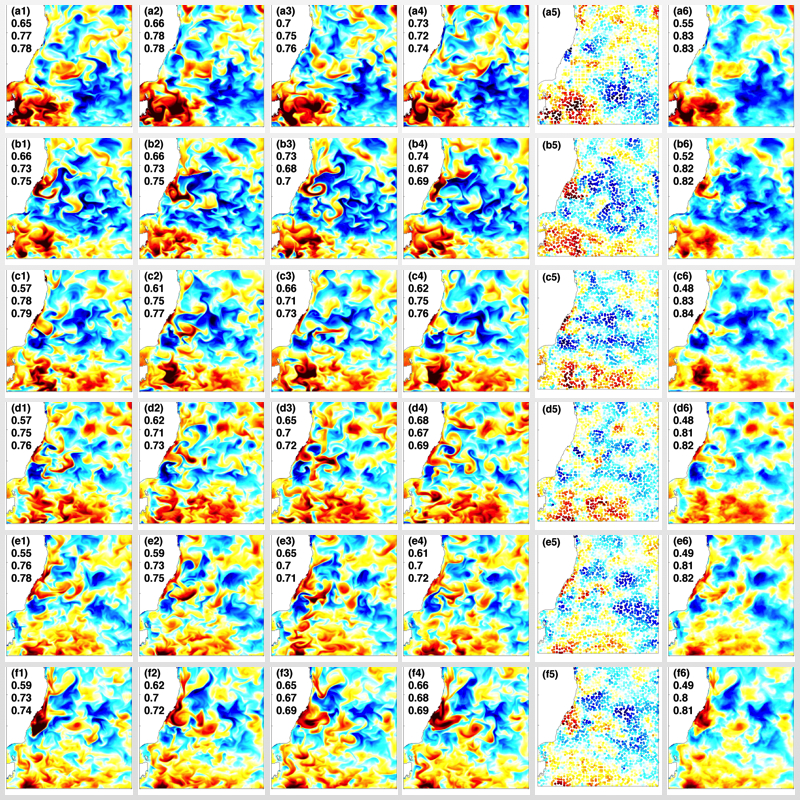 (a1)
0.65
0.77
0.78
(a2)
0.66
0.78
0.78
(a3)
0.7
0.75
0.76
(a4)
0.73
0.72
0.74
(a5)
(a6)
0.55
0.83
0.83
(b1)
0.66
0.73
0.75
(b2)
0.66
0.73
0.75
(b3)
0.73
0.68
0.7
(b4)
0.74
0.67
0.69
(b5)
(b6)
0.52
0.82
0.82
(c1)
0.57
0.78
0.79
(c2)
0.61
0.75
0.77
(c3)
0.66
0.71
0.73
(c4)
0.62
0.75
0.76
(c5)
(c6)
0.48
0.83
0.84
(d1)
0.57
0.75
0.76
(d2)
0.62
0.71
0.73
(d3)
0.65
0.7
0.72
(d4)
0.68
0.67
0.69
(d5)
(d6)
0.48
0.81
0.82
(e1)
0.55
0.76
0.78
(e2)
0.59
0.73
0.75
(e3)
0.65
0.7
0.71
(e4)
0.61
0.7
0.72
(e5)
(e6)
0.49
0.81
0.82
(f1)
0.59
0.73
0.74
(f2)
0.62
0.7
0.72
(f3)
0.65
0.67
0.69
(f4)
0.66
0.68
0.69
(f5)
(f6)
0.49
0.8
0.81